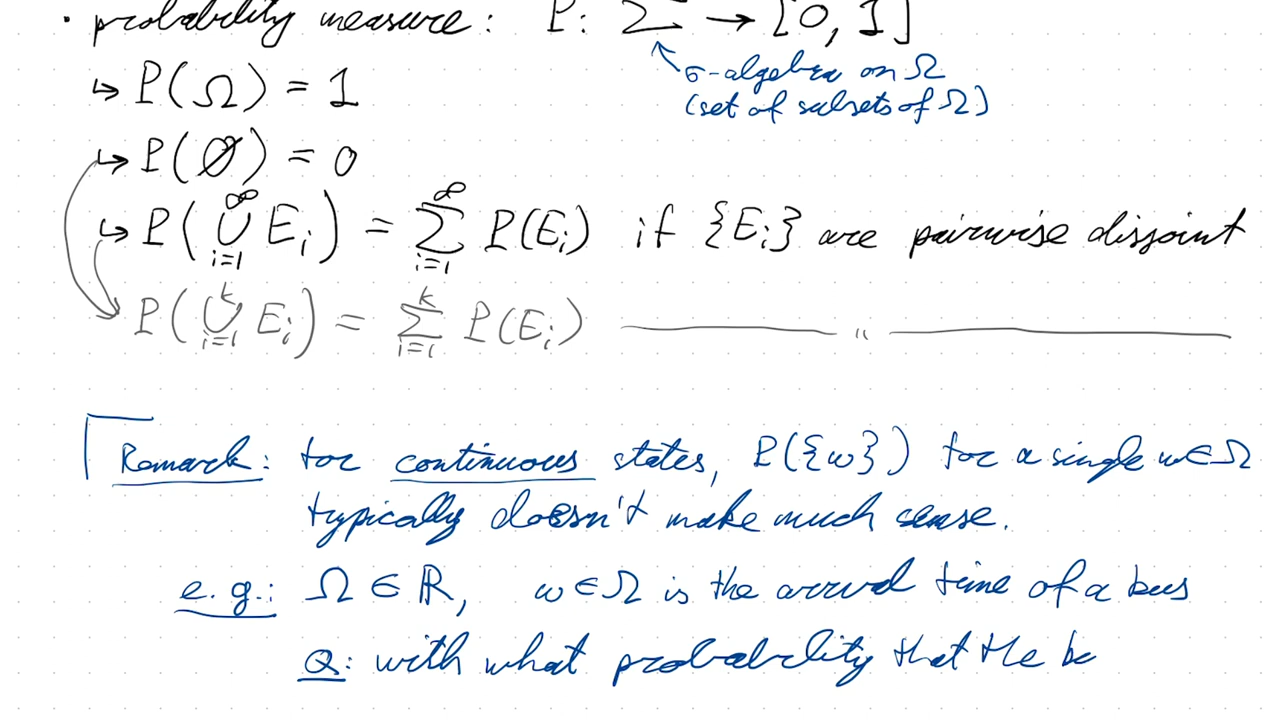 · probability measure: P: Σ → [0, 1]
σ-algebra on Ω
(set of subsets of Ω)
↳ P(Ω) = 1
↳ P(∅) = 0
↳ P(⋃_{i=1}^{∞} E_i) = ∑_{i=1}^{∞} P(E_i) if {E_i} are pairwise disjoint
P(⋃_{i=1}^{k} E_i) = ∑_{i=1}^{k} P(E_i) —— " ——
Remark: for continuous states, P({ω}) for a single ω∈Ω
typically doesn't make much sense.
e.g.: Ω ∈ ℝ, ω∈Ω is the arrival time of a bus
Q: with what probability that the be